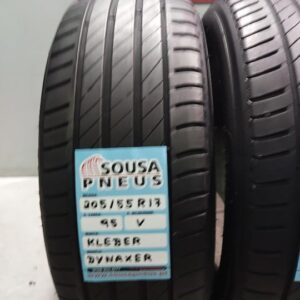 SOUSA
PNEUS
205/55 R17
95 V
KLEBER
DYNAXER